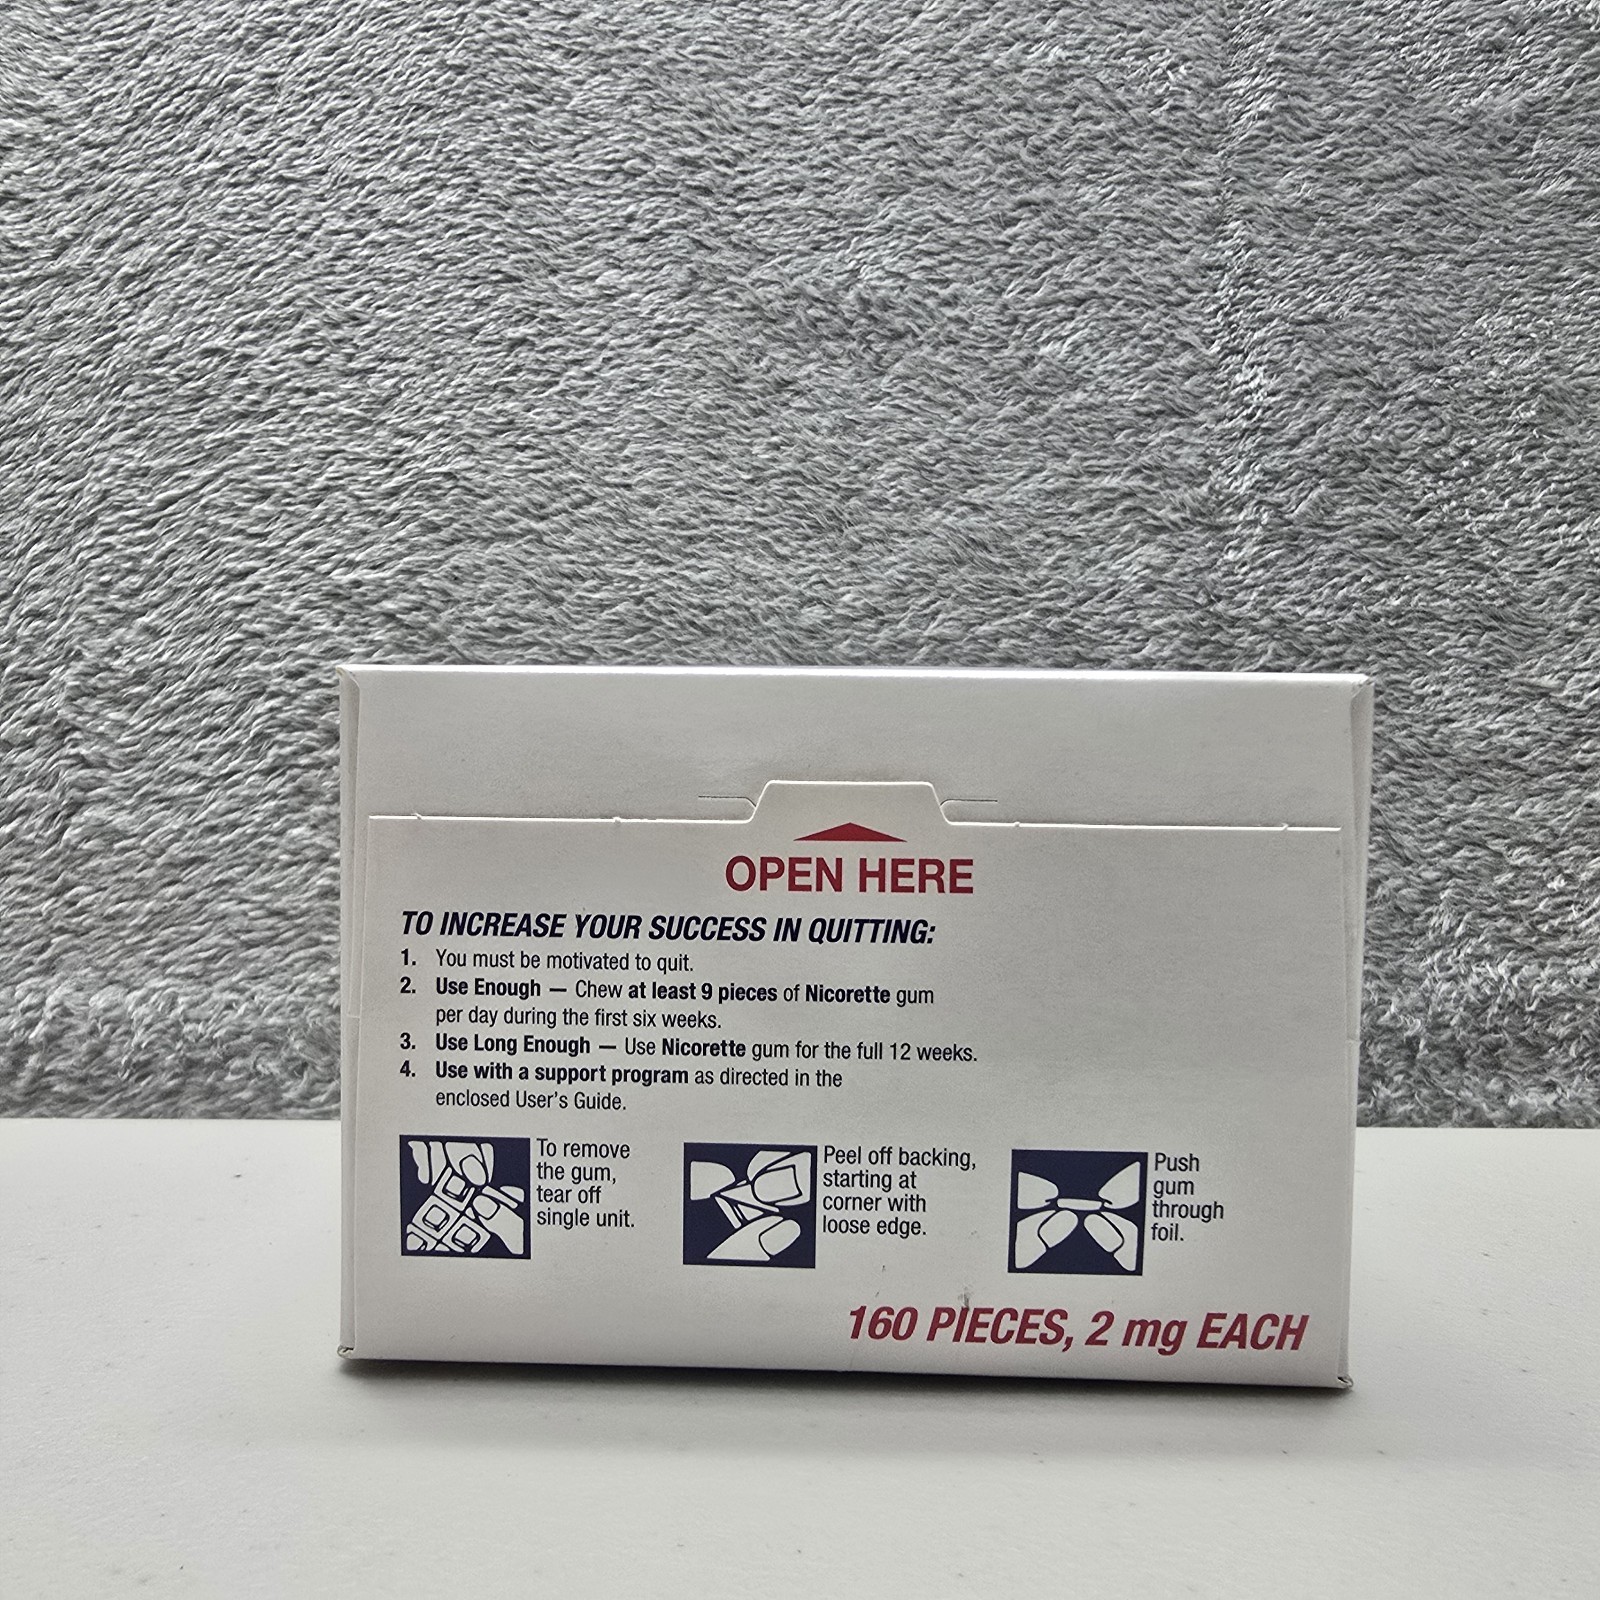 OPEN HERE
TO INCREASE YOUR SUCCESS IN QUITTING:
1. You must be motivated to quit.
2. Use Enough — Chew at least 9 pieces of Nicorette gum
per day during the first six weeks.
3. Use Long Enough — Use Nicorette gum for the full 12 weeks.
4. Use with a support program as directed in the
enclosed User's Guide.
To remove
the gum,
tear off
single unit.
Peel off backing,
starting at
corner with
loose edge.
Push
gum
through
foil.
160 PIECES, 2 mg EACH